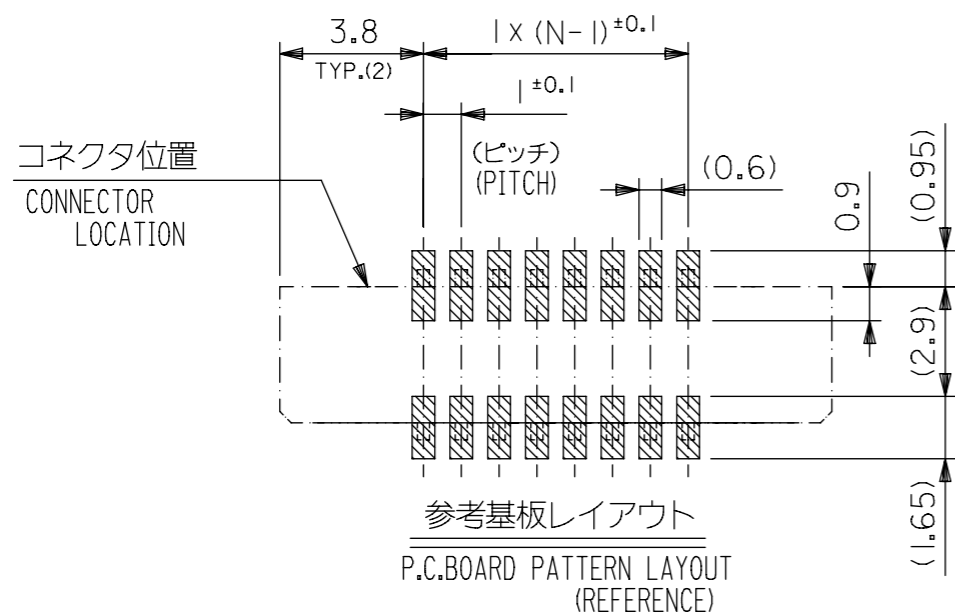 3.8
TYP.(2)
1×(N-1)±0.1
1±0.1
(ピッチ)
(PITCH)
(0.6)
0.9
(0.95)
コネクタ位置
CONNECTOR
LOCATION
(2.9)
(1.65)
参考基板レイアウト
P.C.BOARD PATTERN LAYOUT
(REFERENCE)